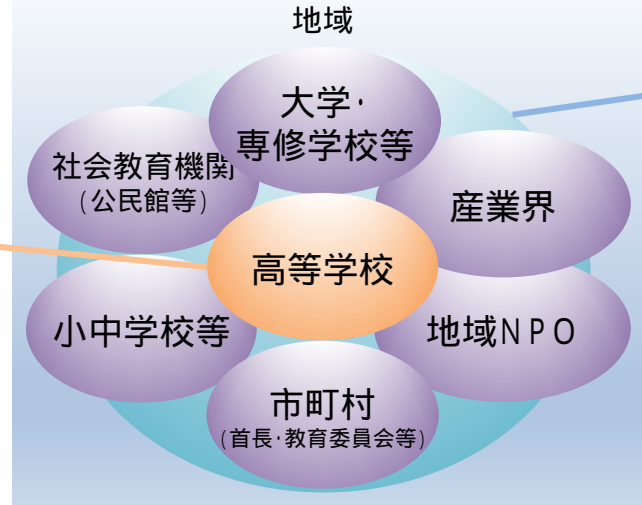 地域
大学・
専修学校等
社会教育機関
(公民館等)
産業界
高等学校
小中学校等
地域NPO
市町村
(首長・教育委員会等)